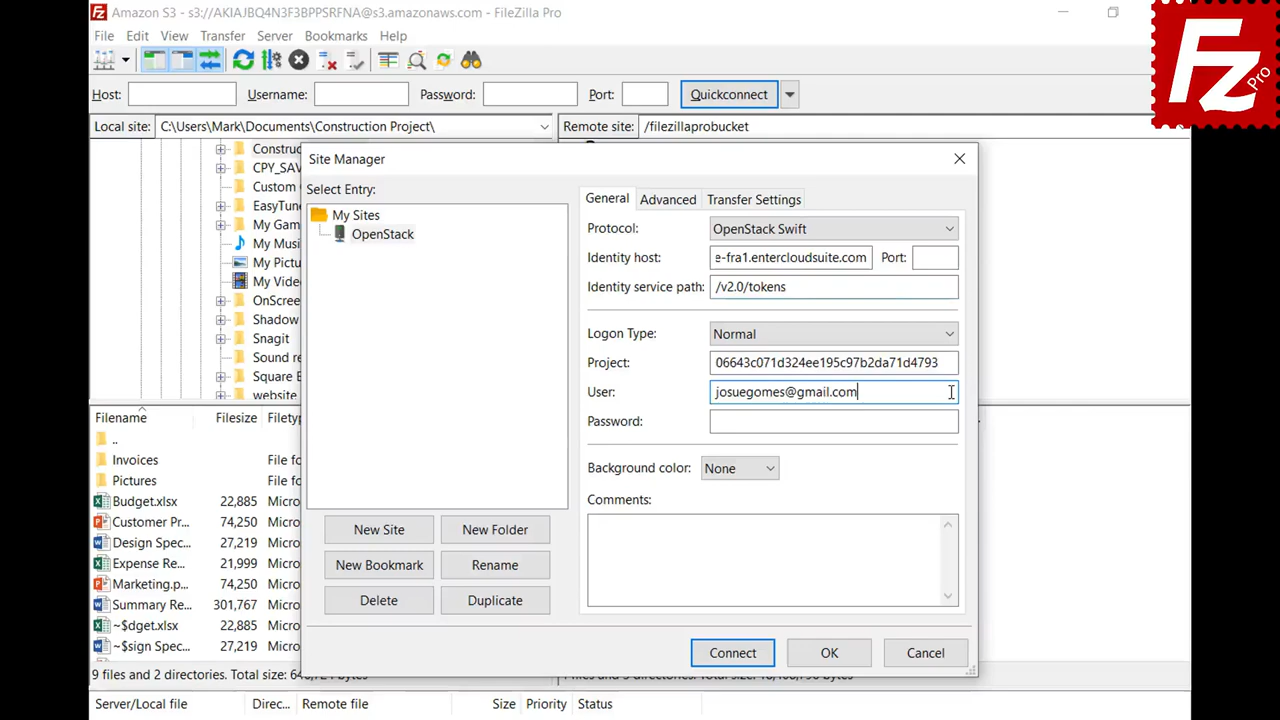 Amazon S3 - s3://AKIAJBQ4N3F3BPPSRFNA@s3.amazonaws.com - FileZilla Pro
File Edit View Transfer Server Bookmarks Help
Host: Username: Password: Port: Quickconnect
Local site: C:\Users\Mark\Documents\Construction Project\
Remote site: /filezillaprobucket
Fz Pro
Constru
CPY_SAV
Custom
EasyTune
My Gam
My Musi
My Pictu
My Video
OnScree
Shadow
Snagit
Sound re
Square E
website
Filename Filesize Filetyp
..
Invoices File fo
Pictures File fo
Budget.xlsx 22,885 Micro
Customer Pr... 74,250 Micro
Design Spec... 27,219 Micro
Expense Re... 21,999 Micro
Marketing.p... 74,250 Micro
Summary Re... 301,767 Micro
~$dget.xlsx 22,885 Micro
~$sign Spec... 27,219 Micro
9 files and 2 directories. Total size:
Server/Local file Direc... Remote file Size Priority Status
Site Manager
Select Entry:
My Sites
OpenStack
New Site New Folder
New Bookmark Rename
Delete Duplicate
General Advanced Transfer Settings
Protocol: OpenStack Swift
Identity host: e-fra1.entercloudsuite.com Port:
Identity service path: /v2.0/tokens
Logon Type: Normal
Project: 06643c071d324ee195c97b2da71d4793
User: josuegomes@gmail.com
Password:
Background color: None
Comments:
Connect OK Cancel